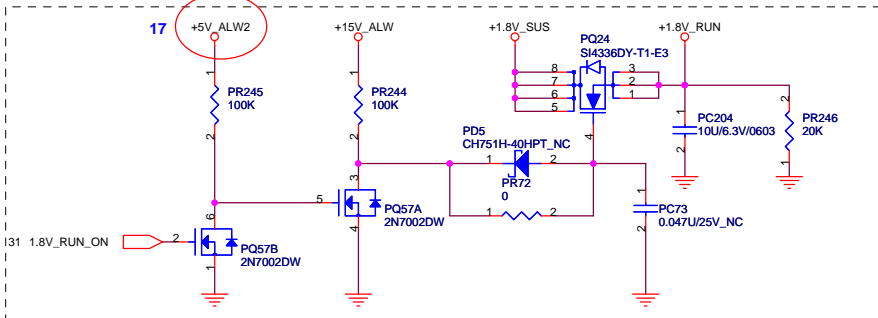 17 +5V_ALW2 +15V_ALW +1.8V_SUS +1.8V_RUN
PQ24
SI4336DY-T1-E3
8 3
7 2
6 1
5
1 1
PR245 PR244
100K 100K
2 2
4
1 2
PC204 PR246
10U/6.3V/0603 20K
2 1
PD5
CH751H-40HPT_NC
1 2
PR72
0
1 2
3
5
PQ57A
2N7002DW
4
1
PC73
0.047U/25V_NC
2
6
31 1.8V_RUN_ON 2
PQ57B
2N7002DW
1